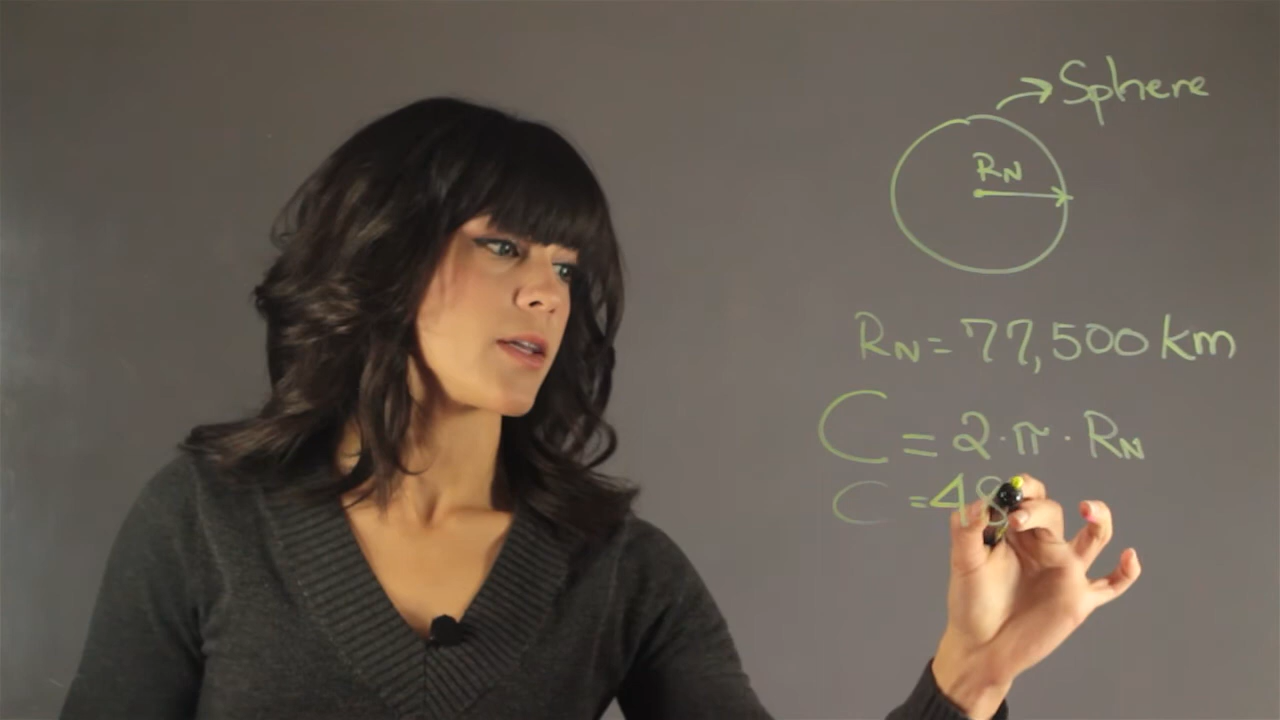 Sphere
RN
RN = 77,500 km
C = 2·π·RN
C = 48